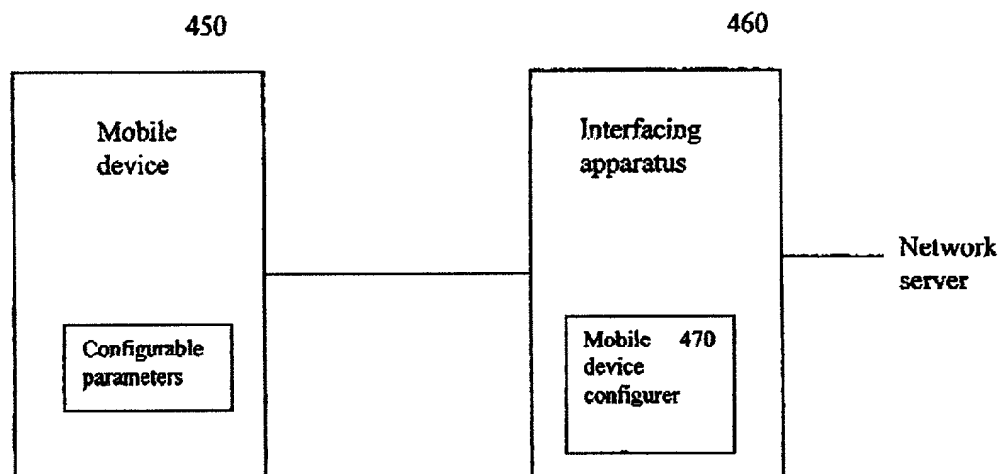 450
460
Mobile
device
Interfacing
apparatus
Network
server
Configurable
parameters
Mobile 470
device
configurer